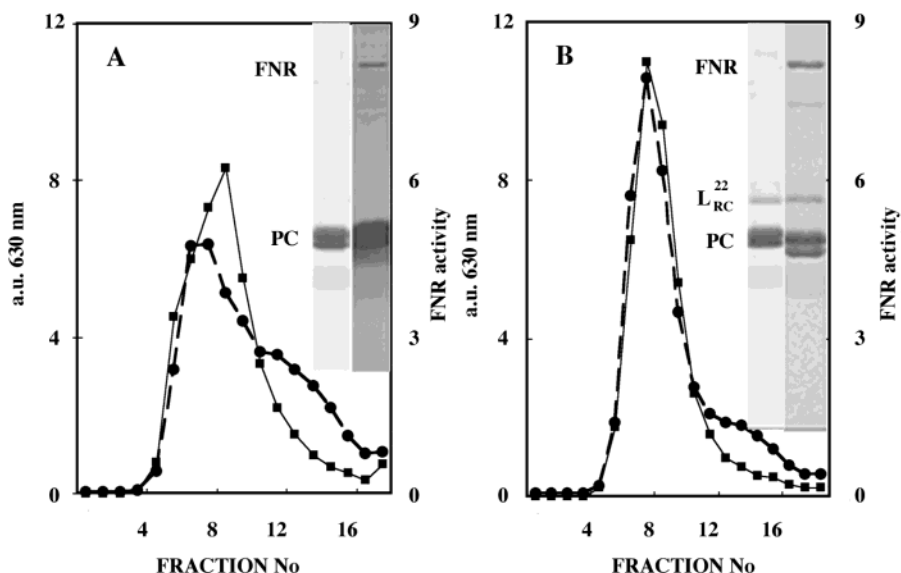 A
12
8
4
0
a.u. 630 nm
9
6
3
0
FNR activity
FNR
PC
4 8 12 16
FRACTION No
B
12
8
4
0
a.u. 630 nm
9
6
3
0
FNR activity
FNR
L 22 RC
PC
4 8 12 16
FRACTION No